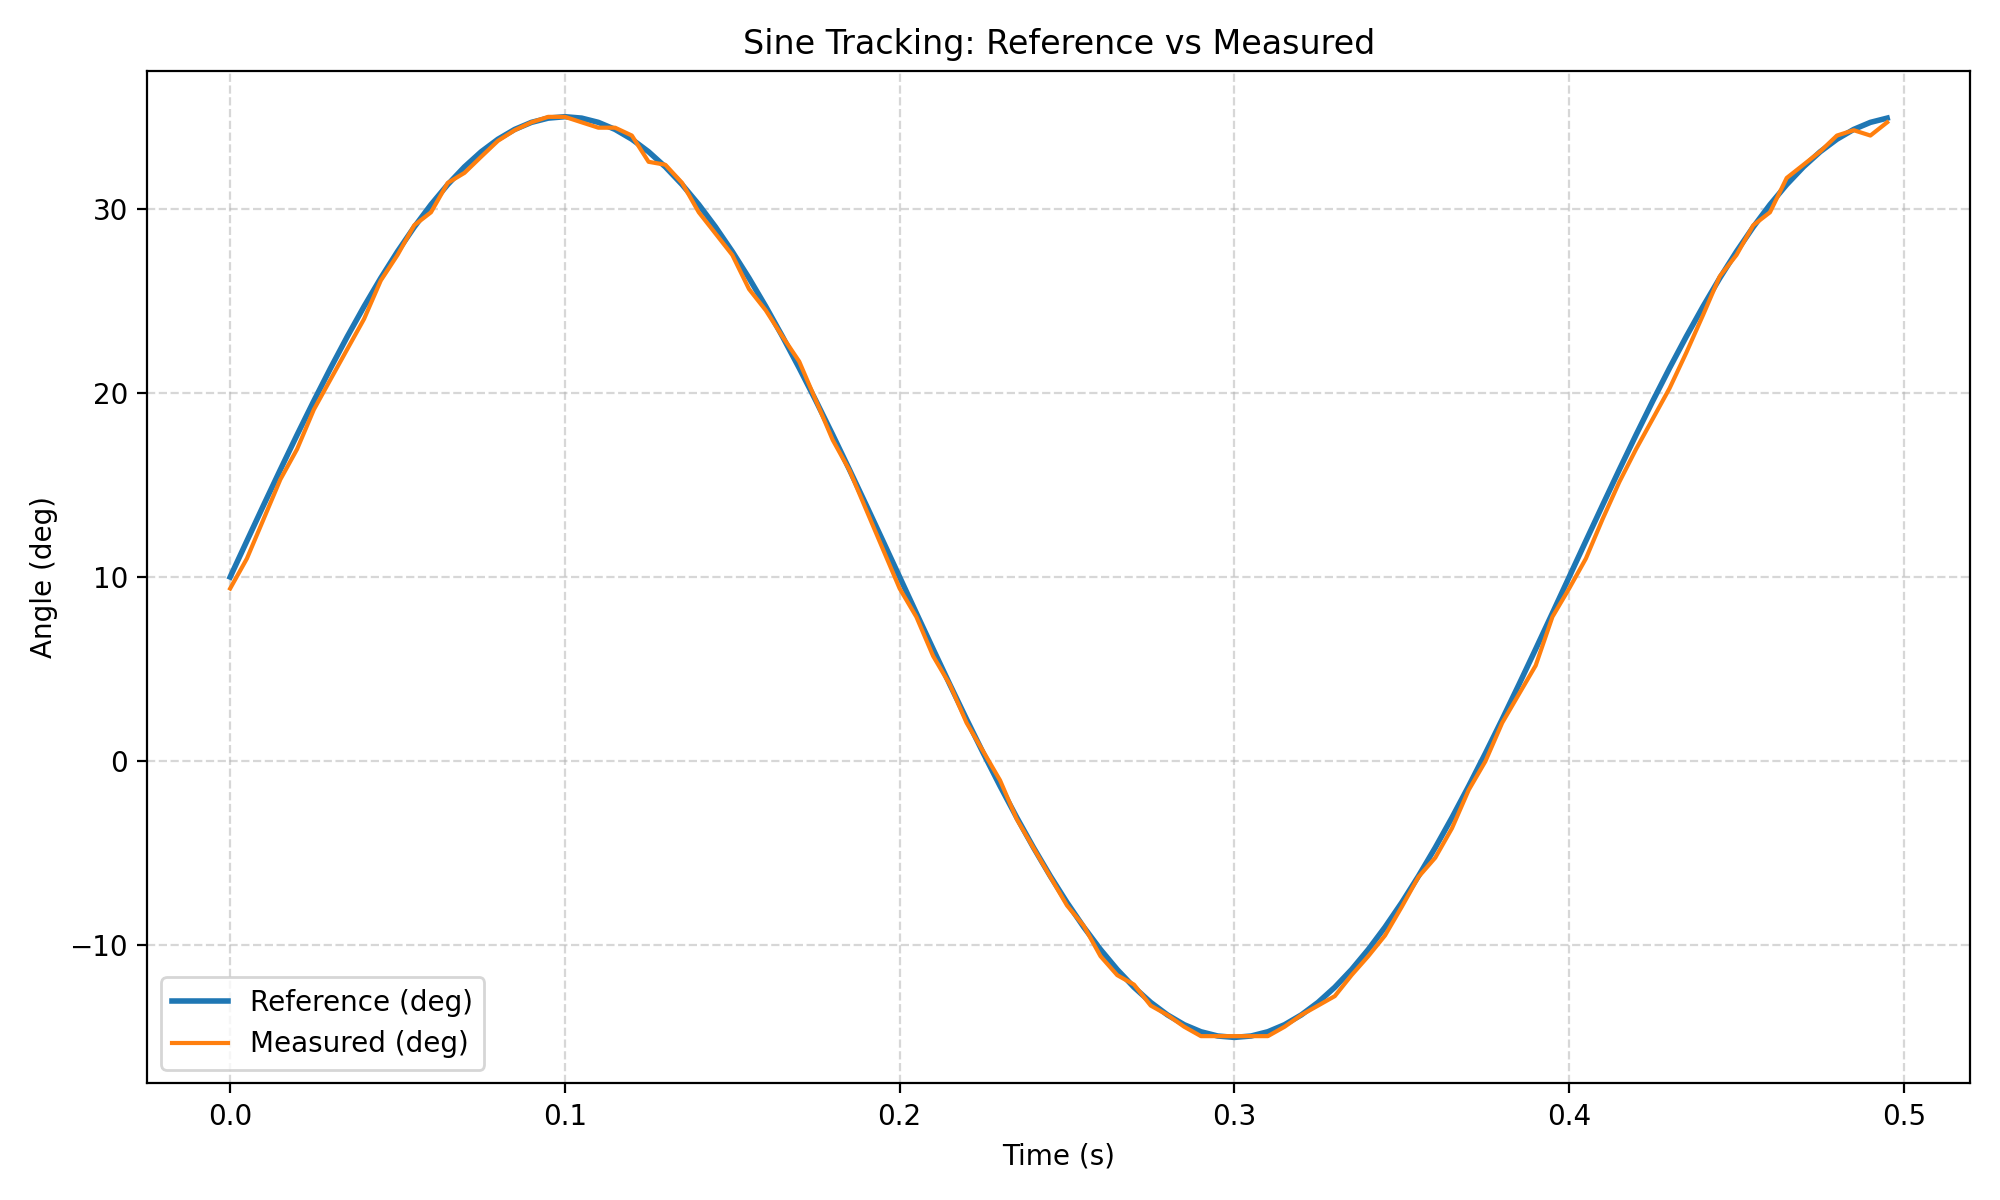 Sine Tracking: Reference vs Measured
Angle (deg)
30
20
10
0
−10
Reference (deg)
Measured (deg)
0.0 0.1 0.2 0.3 0.4 0.5
Time (s)